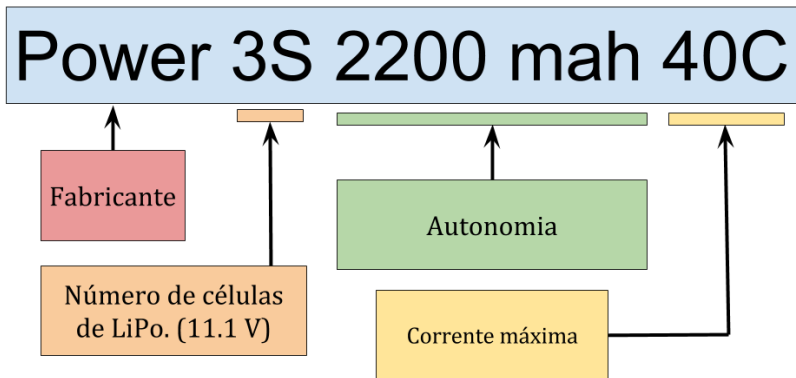 Power 3S 2200 mah 40C
Fabricante
Autonomia
Número de células
de LiPo. (11.1 V)
Corrente máxima